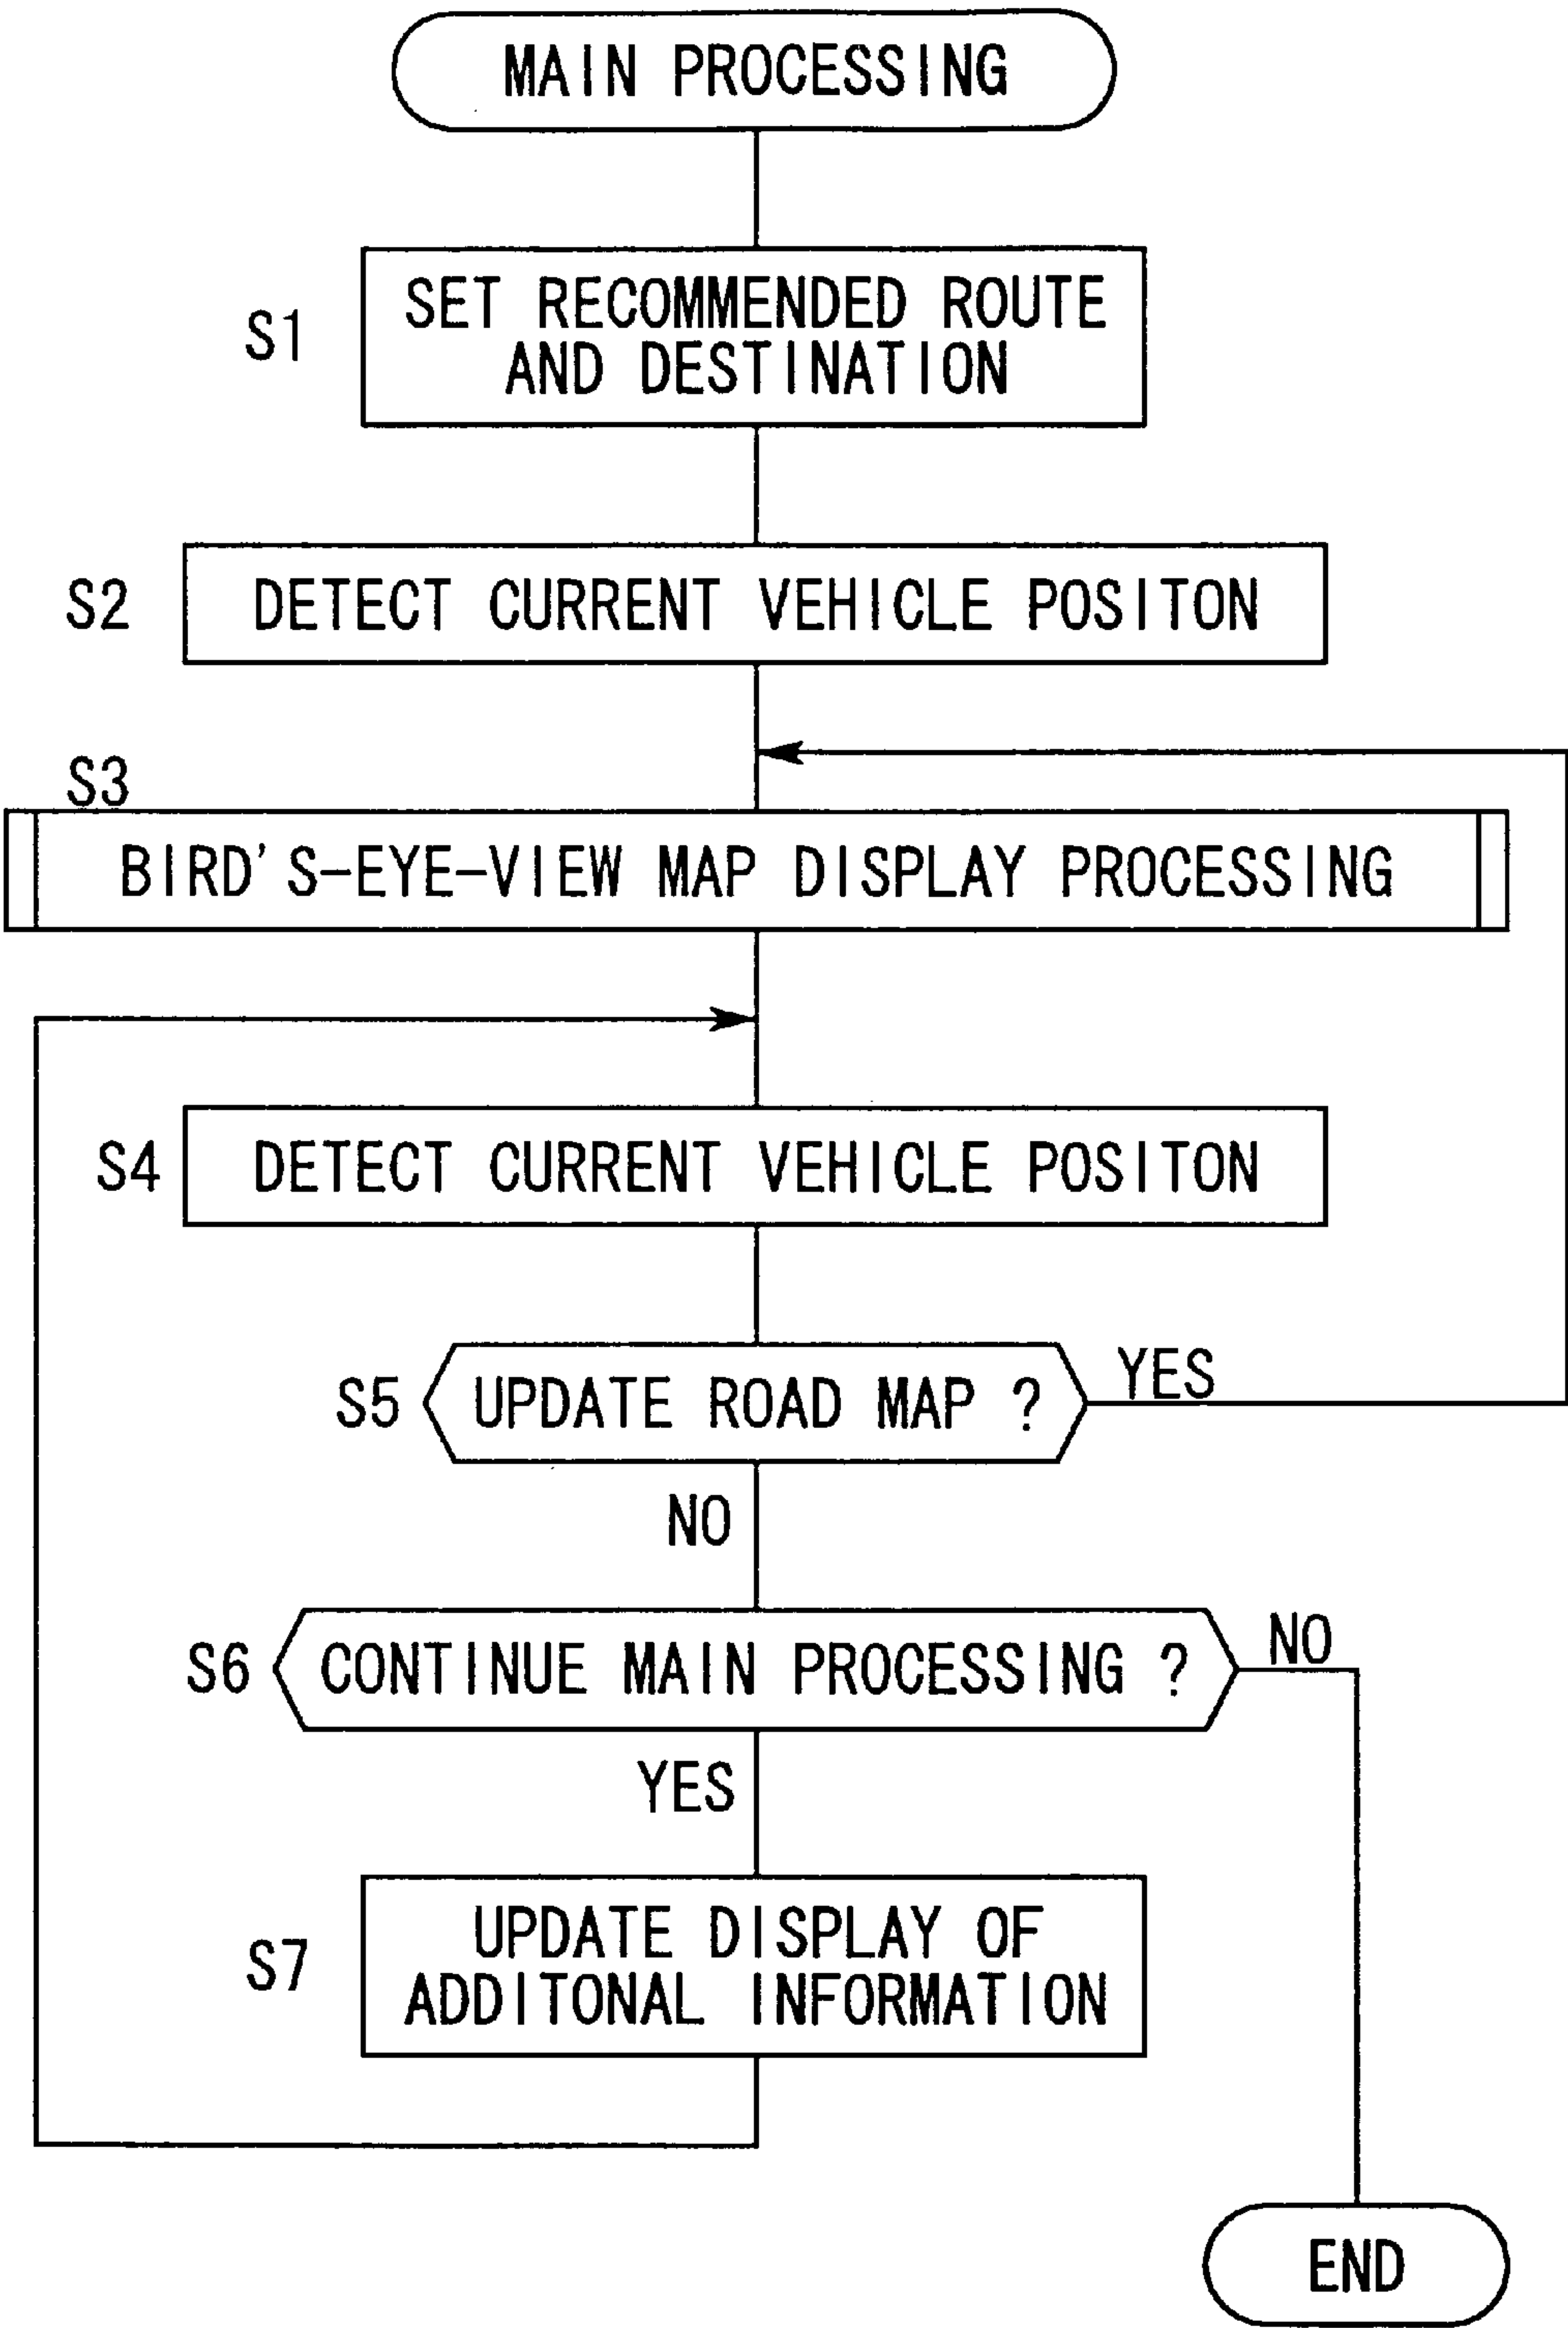 MAIN PROCESSING
S1
SET RECOMMENDED ROUTE
AND DESTINATION
S2
DETECT CURRENT VEHICLE POSITON
S3
BIRD'S-EYE-VIEW MAP DISPLAY PROCESSING
S4
DETECT CURRENT VEHICLE POSITON
S5
UPDATE ROAD MAP ?
YES
NO
S6
CONTINUE MAIN PROCESSING ?
NO
YES
S7
UPDATE DISPLAY OF
ADDITONAL INFORMATION
END